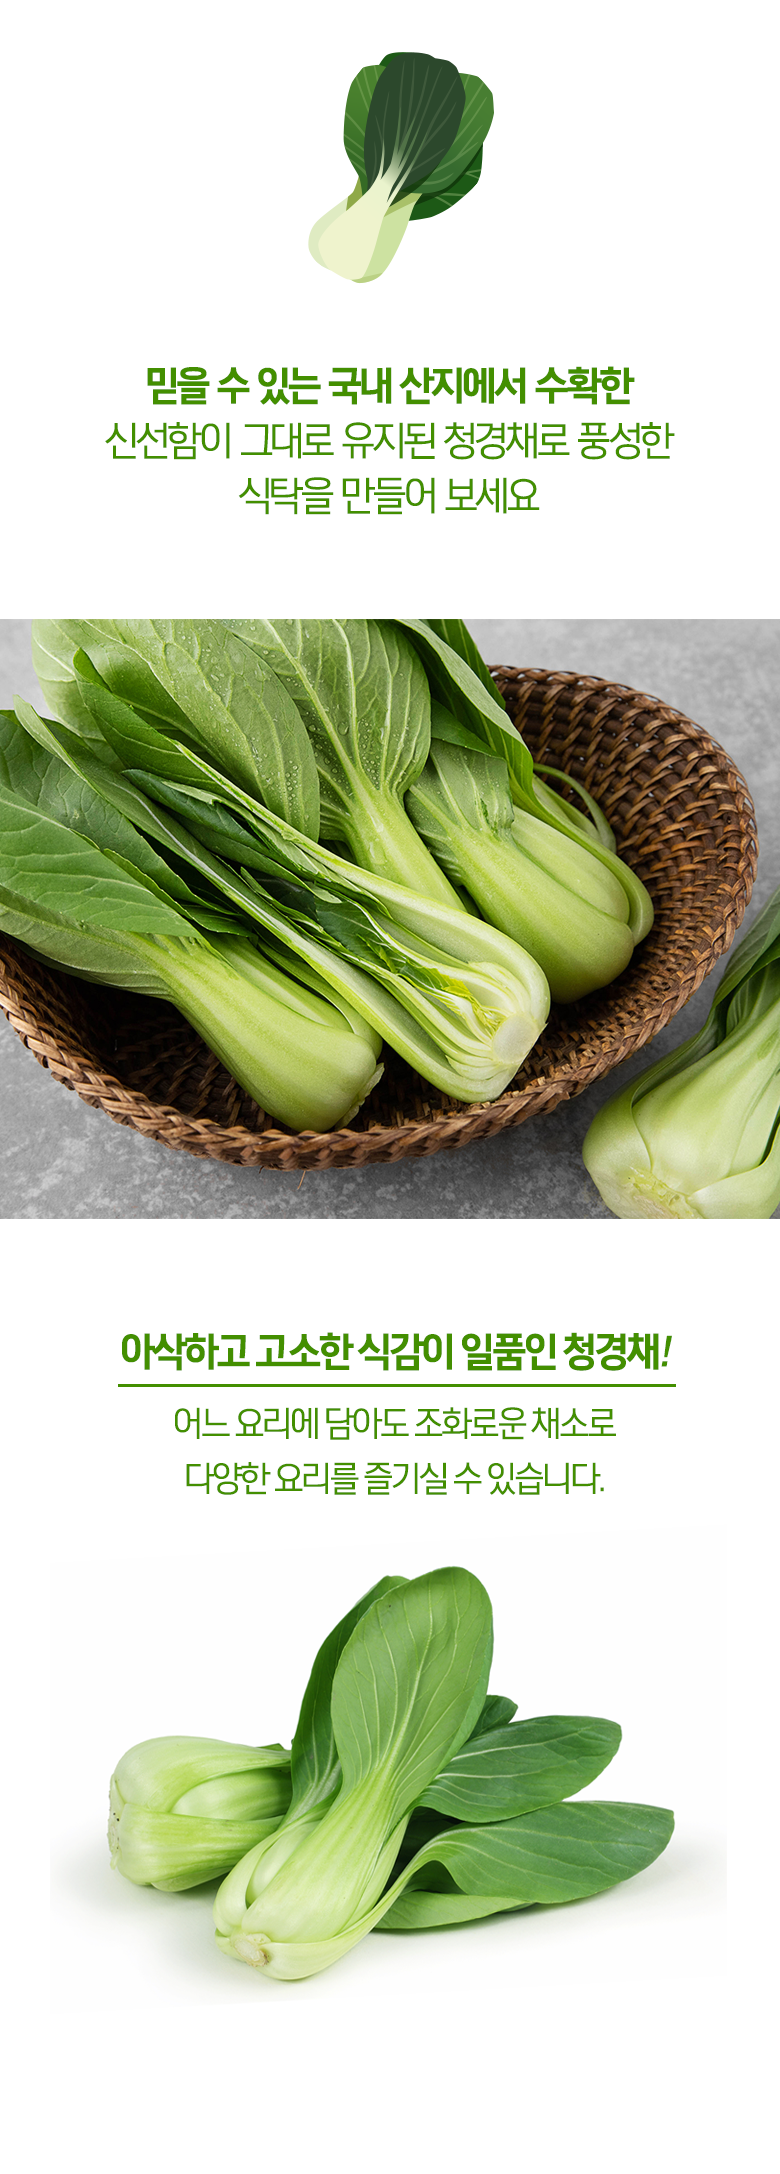 믿을 수 있는 국내 산지에서 수확한
신선함이 그대로 유지된 청경채로 풍성한
식탁을 만들어 보세요
아삭하고 고소한 식감이 일품인 청경채!
어느 요리에 담아도 조화로운 채소로
다양한 요리를 즐기실 수 있습니다.